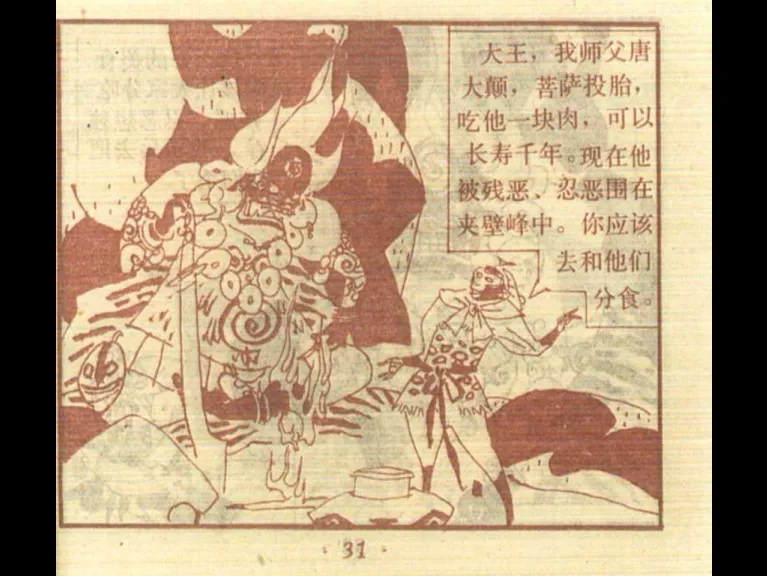 大王，我师父唐
大颠，菩萨投胎，
吃他一块肉，可以
长寿千年。现在他
被残恶、忍恶围在
夹壁峰中。你应该
去和他们
分食。
· 31 ·